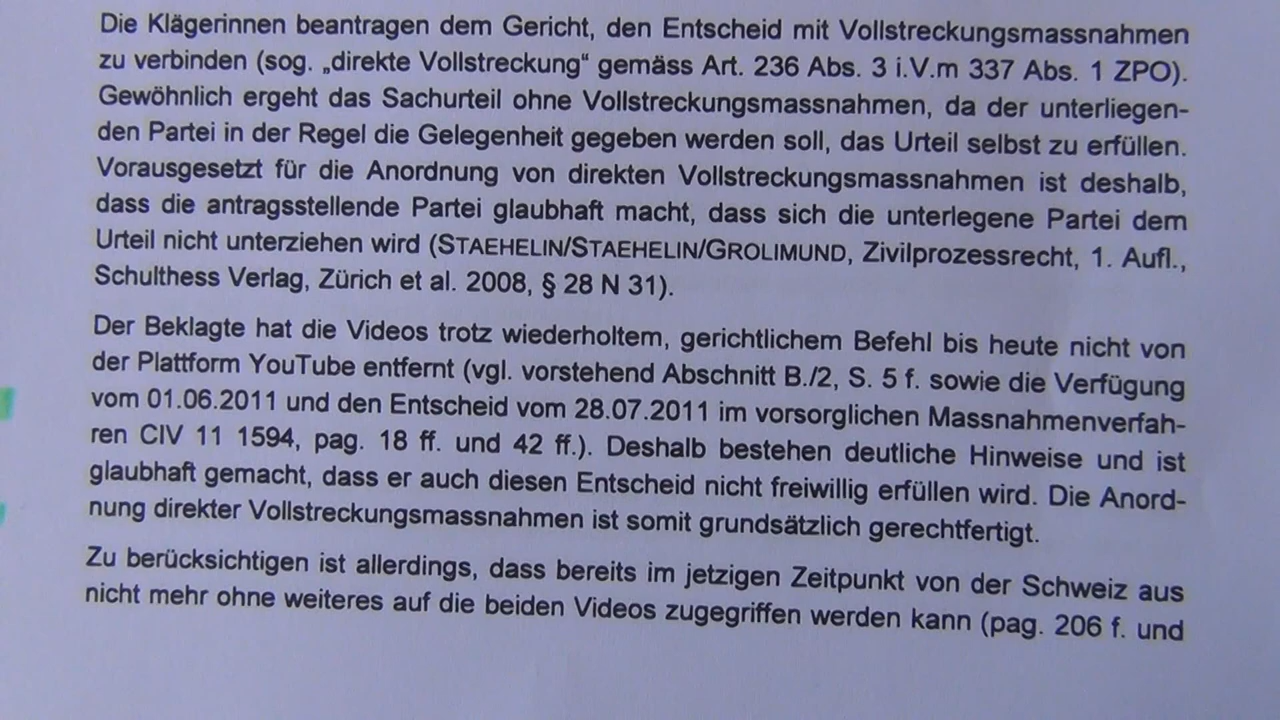 Die Klägerinnen beantragen dem Gericht, den Entscheid mit Vollstreckungsmassnahmen
zu verbinden (sog. „direkte Vollstreckung“ gemäss Art. 236 Abs. 3 i.V.m 337 Abs. 1 ZPO).
Gewöhnlich ergeht das Sachurteil ohne Vollstreckungsmassnahmen, da der unterliegen-
den Partei in der Regel die Gelegenheit gegeben werden soll, das Urteil selbst zu erfüllen.
Vorausgesetzt für die Anordnung von direkten Vollstreckungsmassnahmen ist deshalb,
dass die antragsstellende Partei glaubhaft macht, dass sich die unterlegene Partei dem
Urteil nicht unterziehen wird (STAEHELIN/STAEHELIN/GROLIMUND, Zivilprozessrecht, 1. Aufl.,
Schulthess Verlag, Zürich et al. 2008, § 28 N 31).
Der Beklagte hat die Videos trotz wiederholtem, gerichtlichem Befehl bis heute nicht von
der Plattform YouTube entfernt (vgl. vorstehend Abschnitt B./2, S. 5 f. sowie die Verfügung
vom 01.06.2011 und den Entscheid vom 28.07.2011 im vorsorglichen Massnahmenverfah-
ren CIV 11 1594, pag. 18 ff. und 42 ff.). Deshalb bestehen deutliche Hinweise und ist
glaubhaft gemacht, dass er auch diesen Entscheid nicht freiwillig erfüllen wird. Die Anord-
nung direkter Vollstreckungsmassnahmen ist somit grundsätzlich gerechtfertigt.
Zu berücksichtigen ist allerdings, dass bereits im jetzigen Zeitpunkt von der Schweiz aus
nicht mehr ohne weiteres auf die beiden Videos zugegriffen werden kann (pag. 206 f. und